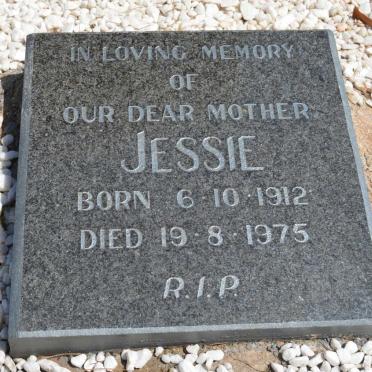 IN LOVING MEMORY
OF
OUR DEAR MOTHER
JESSIE
BORN 6·10·1912
DIED 19·8·1975
R.I.P.